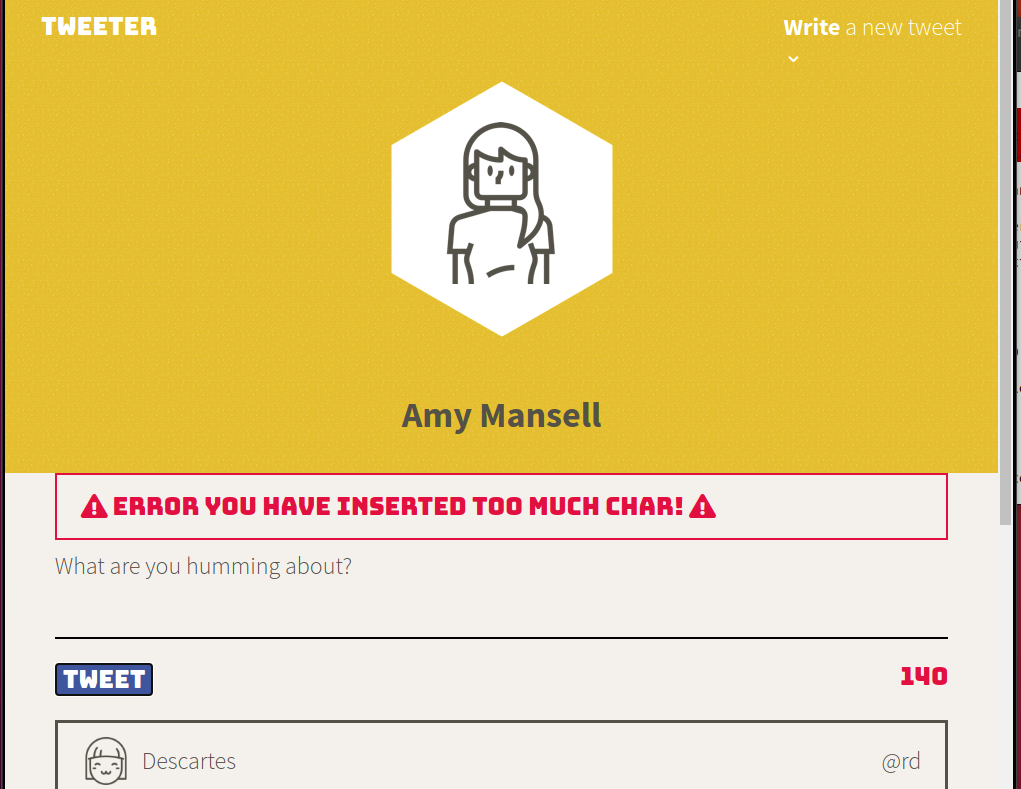 TWEETER
Write a new tweet
Amy Mansell
ERROR YOU HAVE INSERTED TOO MUCH CHAR!
What are you humming about?
TWEET
140
Descartes
@rd